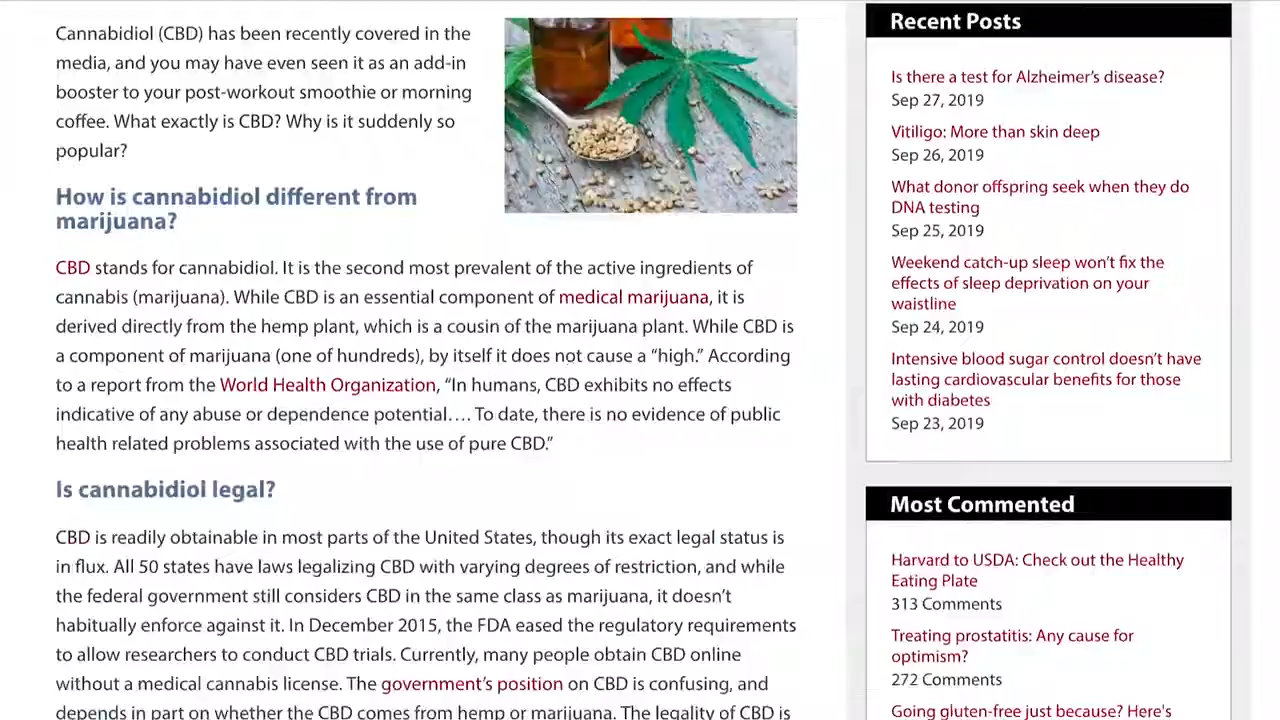 Cannabidiol (CBD) has been recently covered in the
media, and you may have even seen it as an add-in
booster to your post-workout smoothie or morning
coffee. What exactly is CBD? Why is it suddenly so
popular?
How is cannabidiol different from
marijuana?
CBD stands for cannabidiol. It is the second most prevalent of the active ingredients of
cannabis (marijuana). While CBD is an essential component of medical marijuana, it is
derived directly from the hemp plant, which is a cousin of the marijuana plant. While CBD is
a component of marijuana (one of hundreds), by itself it does not cause a “high.” According
to a report from the World Health Organization, “In humans, CBD exhibits no effects
indicative of any abuse or dependence potential…. To date, there is no evidence of public
health related problems associated with the use of pure CBD.”
Is cannabidiol legal?
CBD is readily obtainable in most parts of the United States, though its exact legal status is
in flux. All 50 states have laws legalizing CBD with varying degrees of restriction, and while
the federal government still considers CBD in the same class as marijuana, it doesn’t
habitually enforce against it. In December 2015, the FDA eased the regulatory requirements
to allow researchers to conduct CBD trials. Currently, many people obtain CBD online
without a medical cannabis license. The government’s position on CBD is confusing, and
depends in part on whether the CBD comes from hemp or marijuana. The legality of CBD is
Recent Posts
Is there a test for Alzheimer’s disease?
Sep 27, 2019
Vitiligo: More than skin deep
Sep 26, 2019
What donor offspring seek when they do
DNA testing
Sep 25, 2019
Weekend catch-up sleep won’t fix the
effects of sleep deprivation on your
waistline
Sep 24, 2019
Intensive blood sugar control doesn’t have
lasting cardiovascular benefits for those
with diabetes
Sep 23, 2019
Most Commented
Harvard to USDA: Check out the Healthy
Eating Plate
313 Comments
Treating prostatitis: Any cause for
optimism?
272 Comments
Going gluten-free just because? Here's